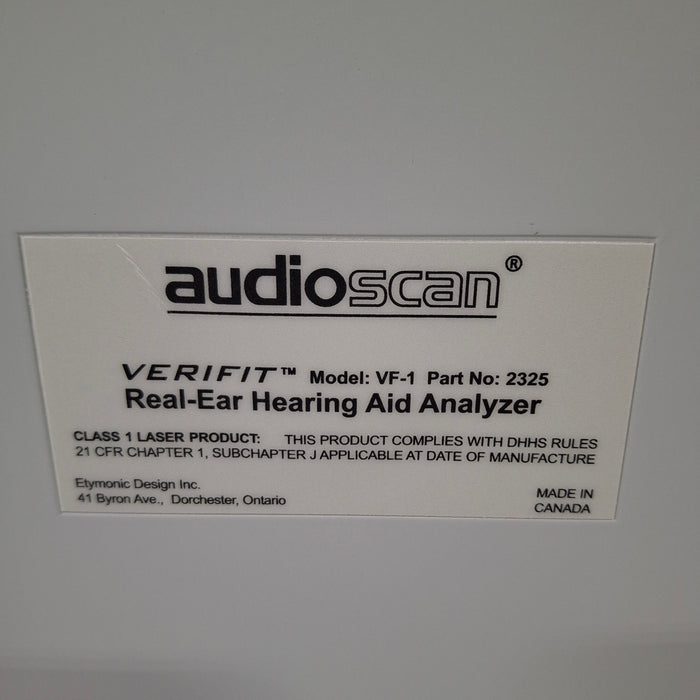 audioscan®
VERIFIT™ Model: VF-1 Part No: 2325
Real-Ear Hearing Aid Analyzer
CLASS 1 LASER PRODUCT: THIS PRODUCT COMPLIES WITH DHHS RULES
21 CFR CHAPTER 1, SUBCHAPTER J APPLICABLE AT DATE OF MANUFACTURE
Etymonic Design Inc.
41 Byron Ave., Dorchester, Ontario
MADE IN
CANADA